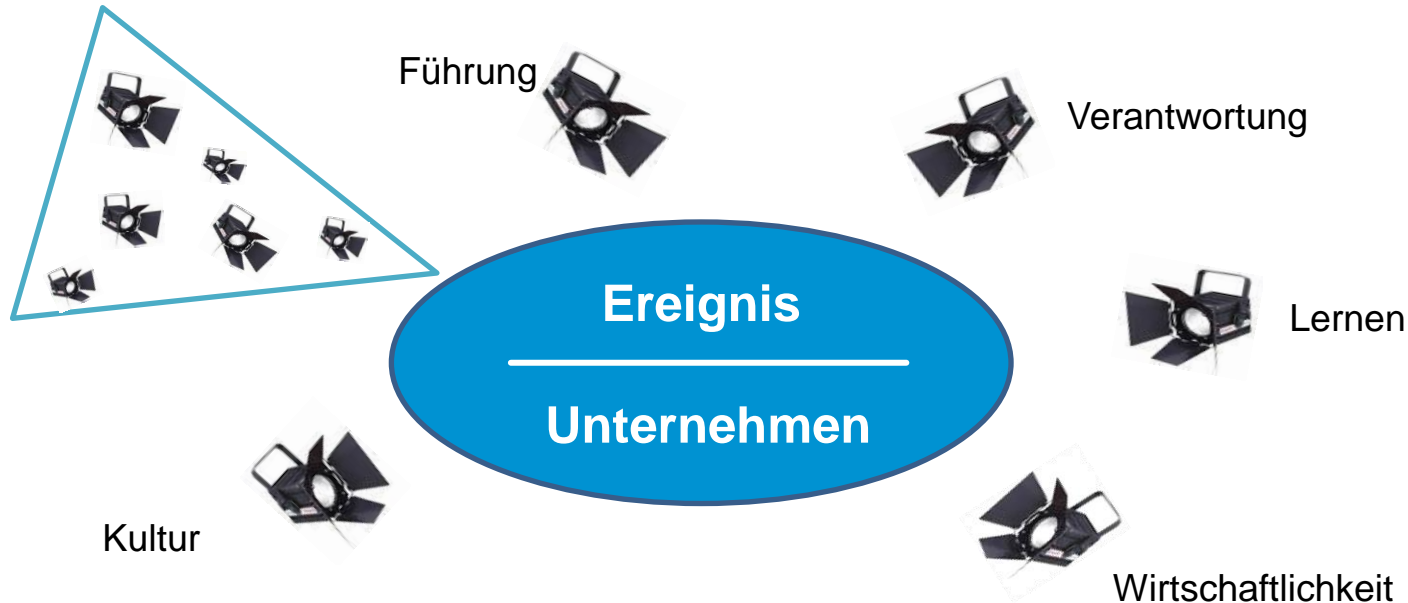 Führung
Verantwortung
Ereignis
Lernen
Unternehmen
Kultur
Wirtschaftlichkeit